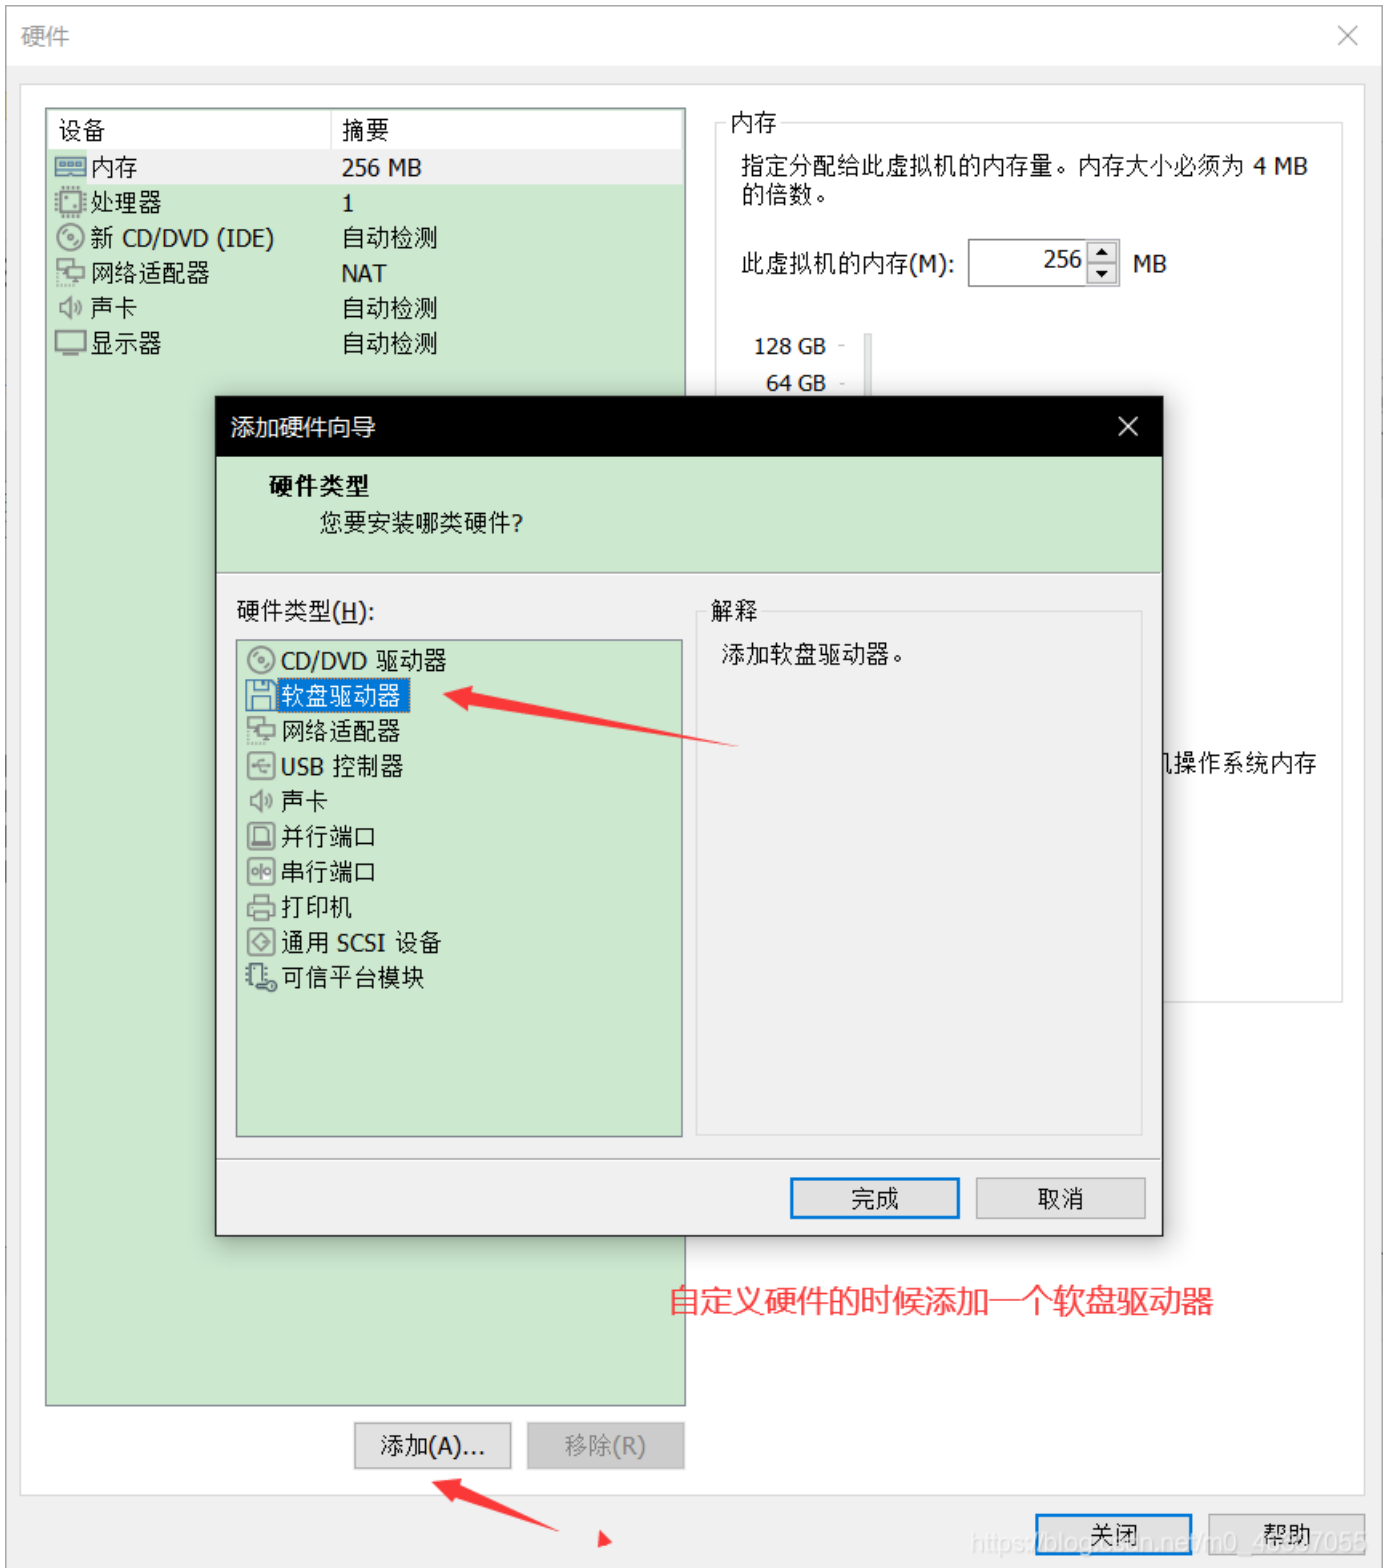 硬件
设备 摘要
内存 256 MB
处理器 1
新 CD/DVD (IDE) 自动检测
网络适配器 NAT
声卡 自动检测
显示器 自动检测
内存
指定分配给此虚拟机的内存量。内存大小必须为 4 MB
的倍数。
此虚拟机的内存(M): 256 MB
128 GB
64 GB
添加硬件向导
硬件类型
您要安装哪类硬件?
硬件类型(H):
CD/DVD 驱动器
软盘驱动器
网络适配器
USB 控制器
声卡
并行端口
串行端口
打印机
通用 SCSI 设备
可信平台模块
解释
添加软盘驱动器。
操作系统内存
完成 取消
自定义硬件的时候添加一个软盘驱动器
添加(A)... 移除(R)
关闭 帮助